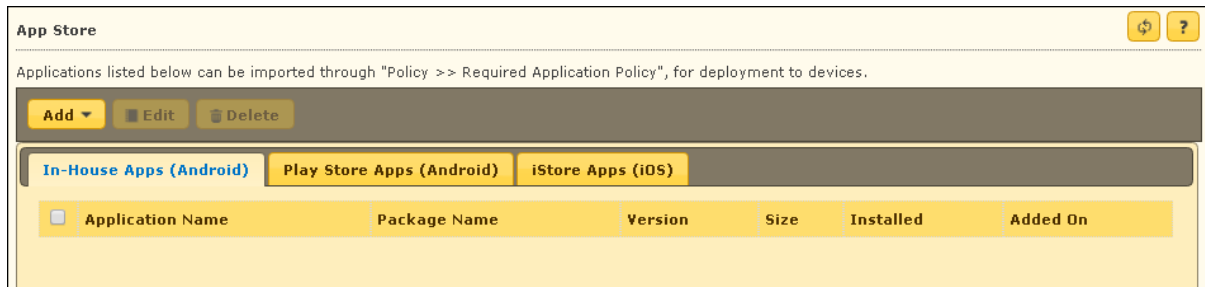 App Store
?
Applications listed below can be imported through "Policy >> Required Application Policy", for deployment to devices.
Add Edit Delete
In-House Apps (Android) Play Store Apps (Android) iStore Apps (iOS)
Application Name Package Name Version Size Installed Added On